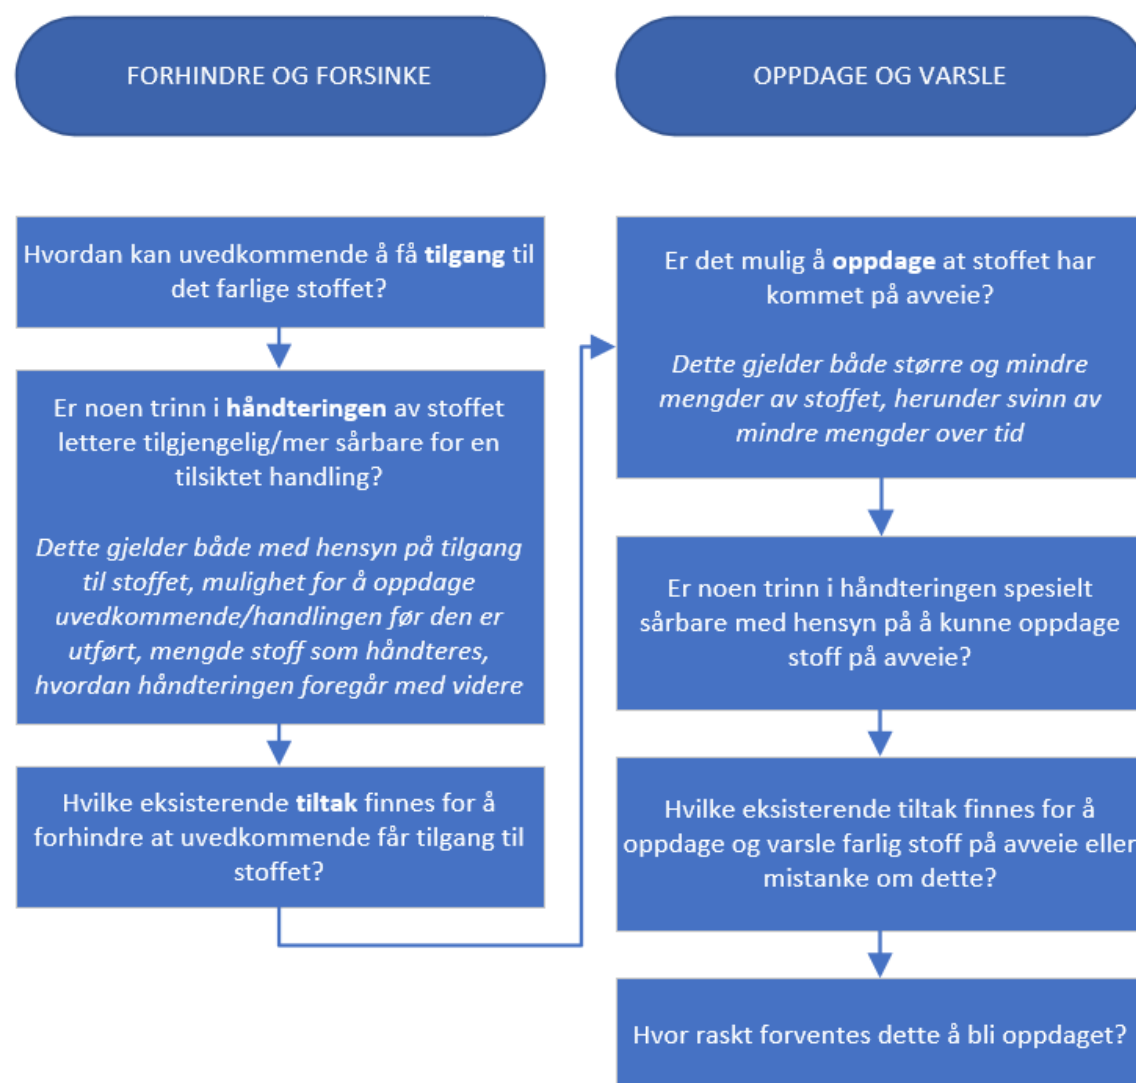 FORHINDRE OG FORSINKE
Hvordan kan uvedkommende å få tilgang til
det farlige stoffet?
Er noen trinn i håndteringen av stoffet
lettere tilgjengelig/mer sårbare for en
tilsiktet handling?
Dette gjelder både med hensyn på tilgang
til stoffet, mulighet for å oppdage
uvedkommende/handlingen før den er
utført, mengde stoff som håndteres,
hvordan håndteringen foregår med videre
Hvilke eksisterende tiltak finnes for å
forhindre at uvedkommende får tilgang til
stoffet?
OPPDAGE OG VARSLE
Er det mulig å oppdage at stoffet har
kommet på avveie?
Dette gjelder både større og mindre
mengder av stoffet, herunder svinn av
mindre mengder over tid
Er noen trinn i håndteringen spesielt
sårbare med hensyn på å kunne oppdage
stoff på avveie?
Hvilke eksisterende tiltak finnes for å
oppdage og varsle farlig stoff på avveie eller
mistanke om dette?
Hvor raskt forventes dette å bli oppdaget?